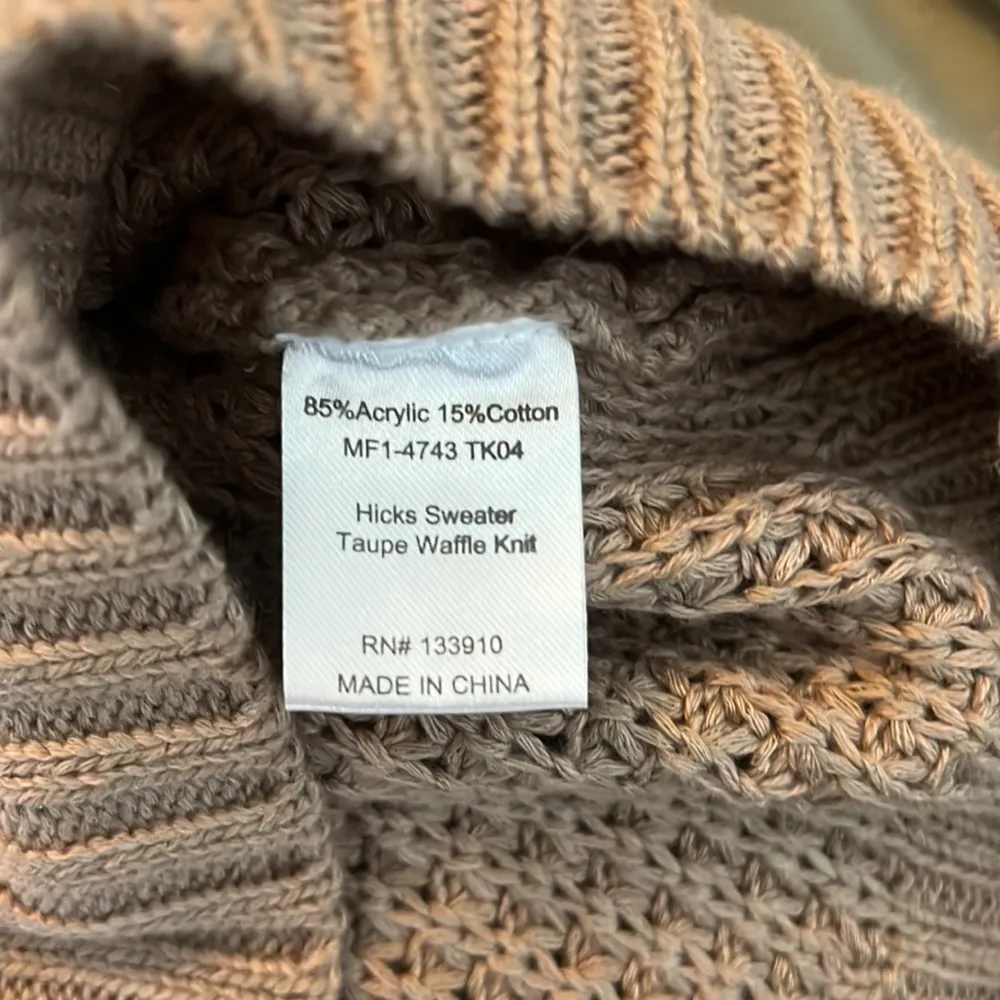 85%Acrylic 15%Cotton
MF1-4743 TK04
Hicks Sweater
Taupe Waffle Knit
RN# 133910
MADE IN CHINA